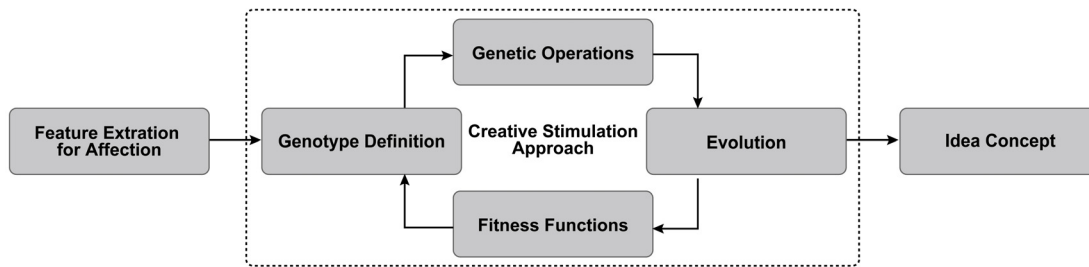 Genetic Operations
Feature Extration
for Affection
Genotype Definition
Creative Stimulation
Approach
Evolution
Idea Concept
Fitness Functions